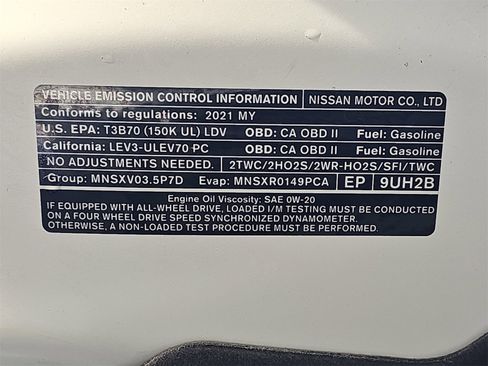 VEHICLE EMISSION CONTROL INFORMATION NISSAN MOTOR CO., LTD
Conforms to regulations: 2021 MY
U.S. EPA: T3B70 (150K UL) LDV OBD: CA OBD II Fuel: Gasoline
California: LEV3-ULEV70 PC OBD: CA OBD II Fuel: Gasoline
NO ADJUSTMENTS NEEDED. 2TWC/2HO2S/2WR-HO2S/SFI/TWC
Group: MNSXV03.5P7D Evap: MNSXR0149PCA EP 9UH2B
Engine Oil Viscosity: SAE 0W-20
IF EQUIPPED WITH ALL-WHEEL DRIVE, LOADED I/M TESTING MUST BE CONDUCTED
ON A FOUR WHEEL DRIVE SPEED SYNCHRONIZED DYNAMOMETER.
OTHERWISE, A NON-LOADED TEST PROCEDURE MUST BE PERFORMED.